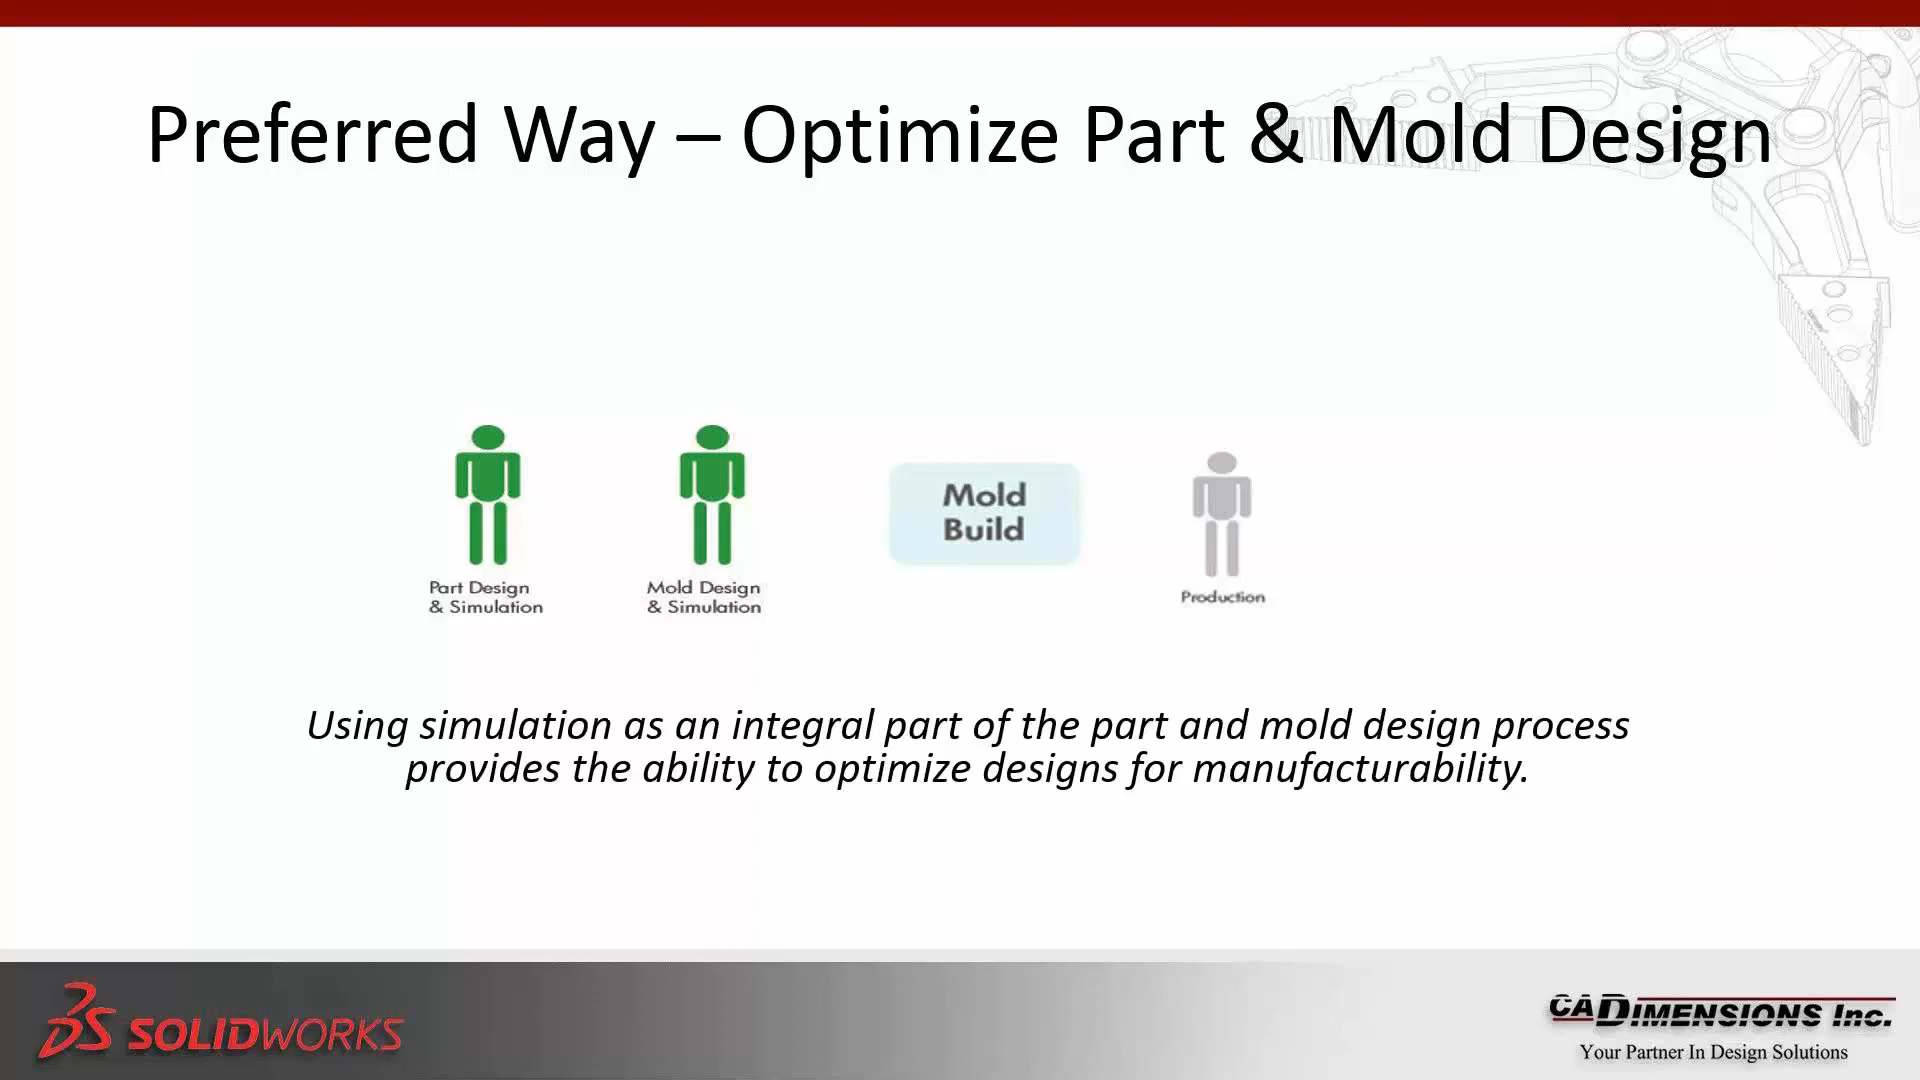 Preferred Way – Optimize Part & Mold Design
Part Design
& Simulation
Mold Design
& Simulation
Mold
Build
Production
Using simulation as an integral part of the part and mold design process
provides the ability to optimize designs for manufacturability.
SOLIDWORKS
CADIMENSIONS Inc.
Your Partner In Design Solutions